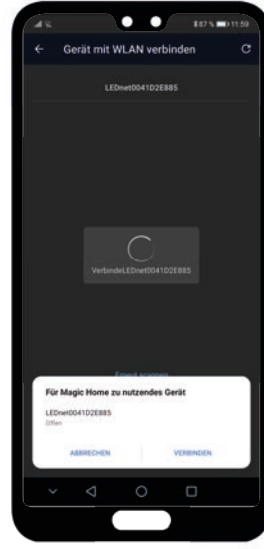 87 % 11:59
Gerät mit WLAN verbinden
LEDnet0041D2E885
VerbindeLEDnet0041D2E885
Erneut scannen
Für Magic Home zu nutzendes Gerät
LEDnet0041D2E885
Offen
ABBRECHEN VERBINDEN